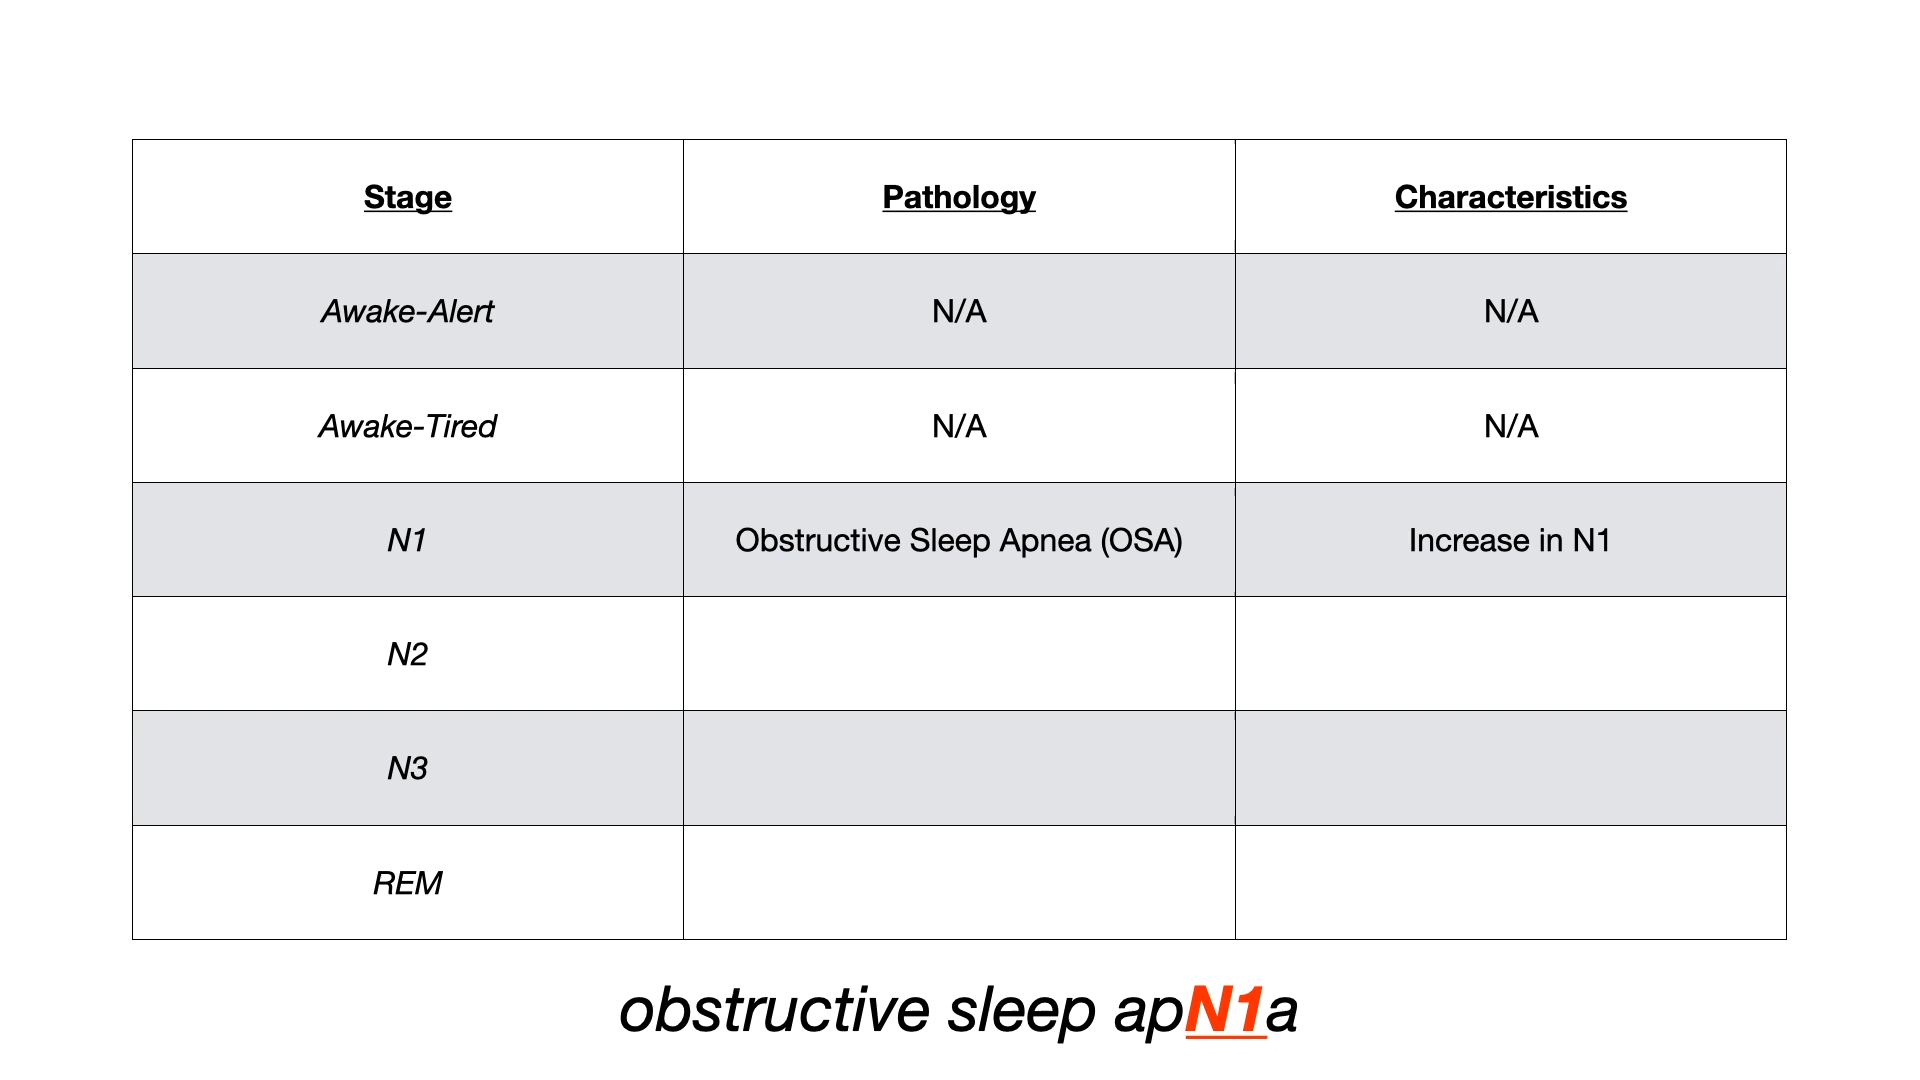 Stage Pathology Characteristics
Awake-Alert N/A N/A
Awake-Tired N/A N/A
N1 Obstructive Sleep Apnea (OSA) Increase in N1
N2
N3
REM
obstructive sleep apN1a